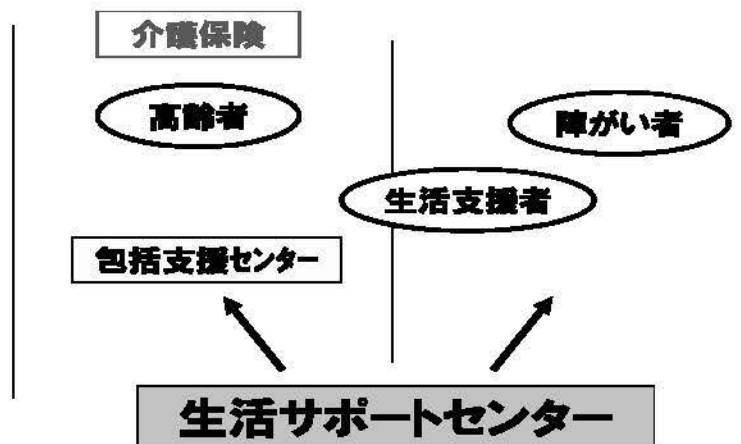 介護保険
高齢者
障がい者
生活支援者
包括支援センター
生活サポートセンター